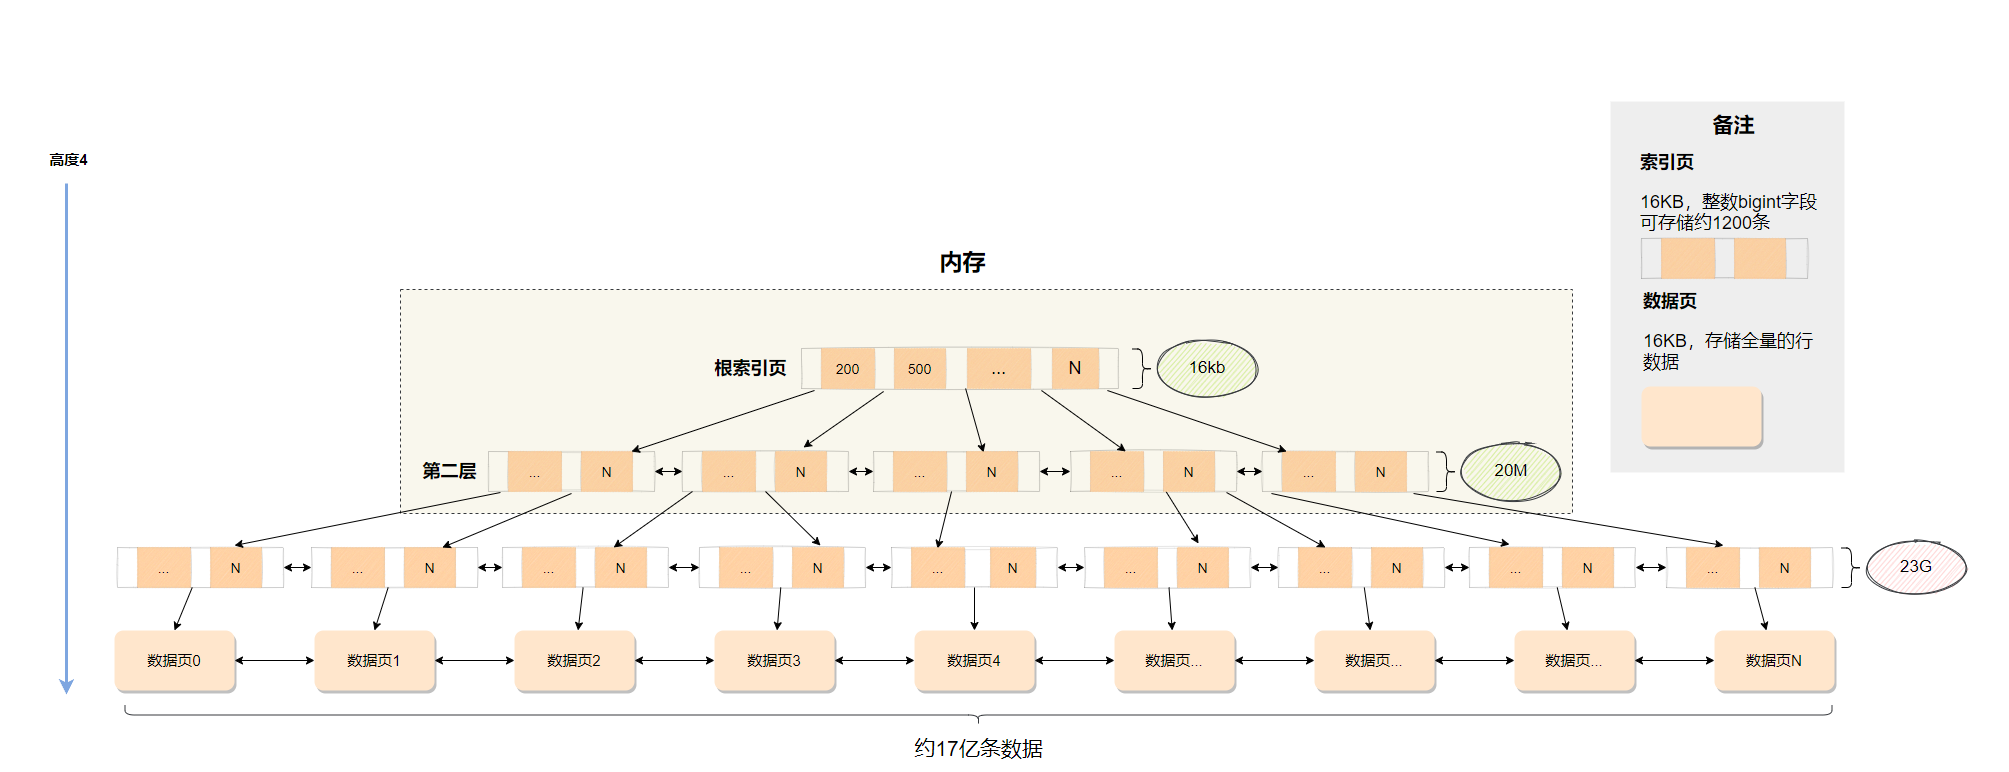 备注
高度4
索引页
16KB，整数bigint字段
可存储约1200条
内存
数据页
16KB，存储全量的行
数据
根索引页 200 500 ... N 16kb
第二层 ... N ... N ... N ... N ... N 20M
... N ... N ... N ... N ... N ... N ... N ... N ... N 23G
数据页0 数据页1 数据页2 数据页3 数据页4 数据页... 数据页... 数据页... 数据页N
...
约17亿条数据